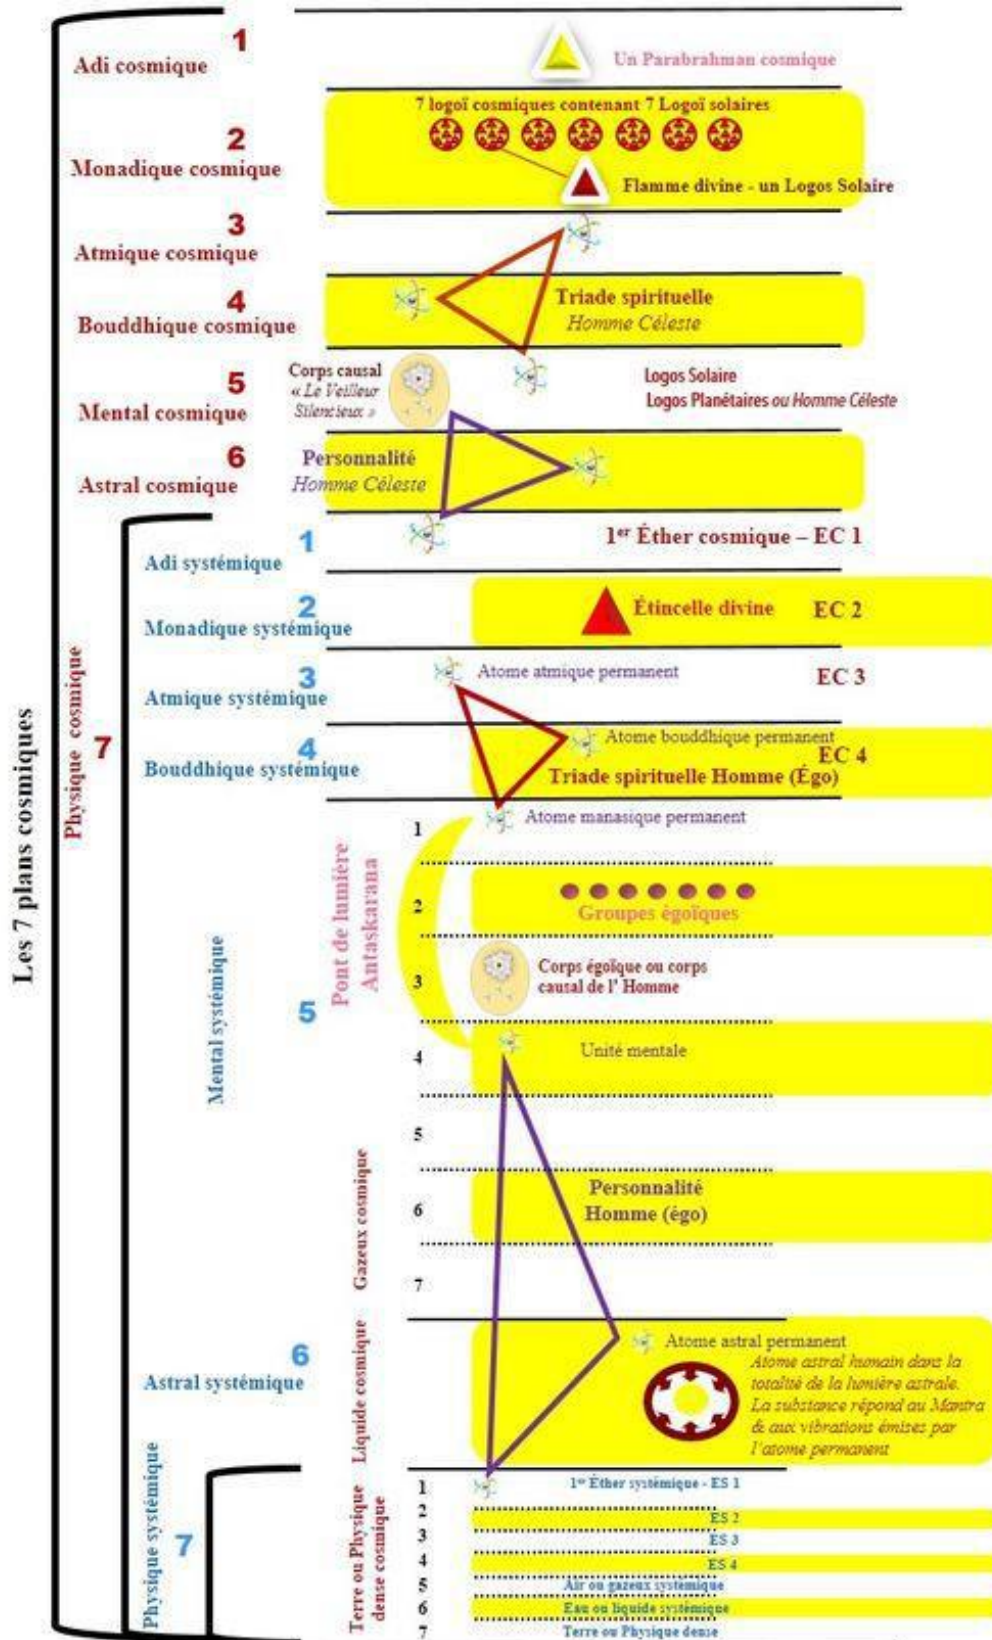 Les 7 plans cosmiques
1
Adi cosmique
Un Parabrahman cosmique
7 logoï cosmiques contenant 7 Logoï solaires
2
Monadique cosmique
Flamme divine - un Logos Solaire
3
Atmique cosmique
4
Bouddhique cosmique
Triade spirituelle
Homme Céleste
5
Mental cosmique
Corps causal
« Le Veilleur
Silencieux »
Logos Solaire
Logos Planétaires ou Homme Céleste
6
Astral cosmique
Personnalité
Homme Céleste
Physique cosmique
7
1
Adi systémique
1er Éther cosmique – EC 1
2
Monadique systémique
Étincelle divine
EC 2
3
Atmique systémique
Atome atmique permanent
EC 3
4
Bouddhique systémique
Atome bouddhique permanent
EC 4
Triade spirituelle Homme (Égo)
Mental systémique
5
Pont de lumière
Antaskarana
1
Atome manasique permanent
2
Groupes égoïques
3
Corps égoïque ou corps
causal de l' Homme
4
Unité mentale
5
Gazeux cosmique
6
Personnalité
Homme (égo)
7
6
Astral systémique
Liquide cosmique
Atome astral permanent
Atome astral humain dans la
totalité de la lumière astrale.
La substance répond au Mantra
& aux vibrations émises par
l'atome permanent
Physique systémique
7
Terre ou Physique
dense cosmique
1
1er Éther systémique - ES 1
2
ES 2
3
ES 3
4
ES 4
5
Air ou gazeux systémique
6
Eau ou liquide systémique
7
Terre ou Physique dense